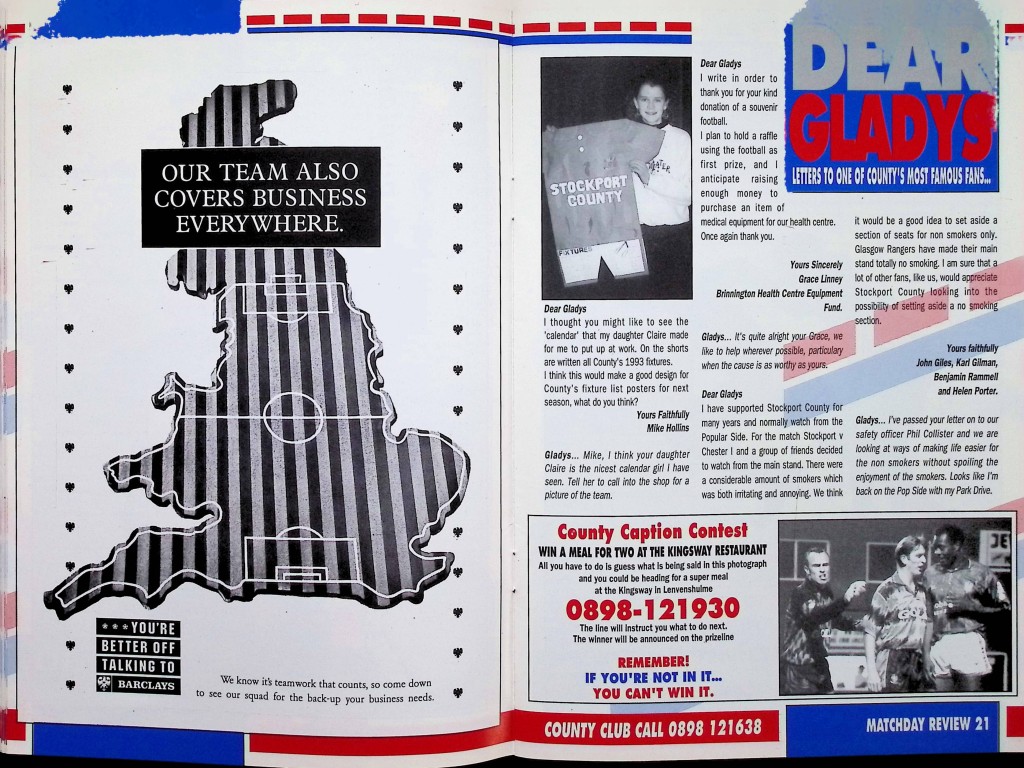 OUR TEAM ALSO
COVERS BUSINESS
EVERYWHERE.
***YOU'RE
BETTER OFF
TALKING TO
BARCLAYS
We know it's teamwork that counts, so come down
to see our squad for the back-up your business needs.
STOCKPORT
COUNTY
FIXTURES
Dear Gladys
I thought you might like to see the
'calendar' that my daughter Claire made
for me to put up at work. On the shorts
are written all County's 1993 fixtures.
I think this would make a good design for
County's fixture list posters for next
season, what do you think?
Yours Faithfully
Mike Hollins
Gladys... Mike, I think your daughter
Claire is the nicest calendar girl I have
seen. Tell her to call into the shop for a
picture of the team.
Dear Gladys
I write in order to
thank you for your kind
donation of a souvenir
football.
I plan to hold a raffle
using the football as
first prize, and I
anticipate raising
enough money to
purchase an item of
medical equipment for our health centre.
Once again thank you.
Yours Sincerely
Grace Linney
Brinnington Health Centre Equipment
Fund.
Gladys... It's quite alright your Grace, we
like to help wherever possible, particulary
when the cause is as worthy as yours.
Dear Gladys
I have supported Stockport County for
many years and normally watch from the
Popular Side. For the match Stockport v
Chester I and a group of friends decided
to watch from the main stand. There were
a considerable amount of smokers which
was both irritating and annoying. We think
DEAR
GLADYS
LETTERS TO ONE OF COUNTY'S MOST FAMOUS FANS...
it would be a good idea to set aside a
section of seats for non smokers only.
Glasgow Rangers have made their main
stand totally no smoking. I am sure that a
lot of other fans, like us, would appreciate
Stockport County looking into the
possibility of setting aside a no smoking
section.
Yours faithfully
John Giles, Karl Gilman,
Benjamin Rammell
and Helen Porter.
Gladys... I've passed your letter on to our
safety officer Phil Collister and we are
looking at ways of making life easier for
the non smokers without spoiling the
enjoyment of the smokers. Looks like I'm
back on the Pop Side with my Park Drive.
County Caption Contest
WIN A MEAL FOR TWO AT THE KINGSWAY RESTAURANT
All you have to do is guess what is being said in this photograph
and you could be heading for a super meal
at the Kingsway in Lenvenshulme
0898-121930
The line will instruct you what to do next.
The winner will be announced on the prizeline
REMEMBER!
IF YOU'RE NOT IN IT...
YOU CAN'T WIN IT.
COUNTY CLUB CALL 0898 121638
MATCHDAY REVIEW 21